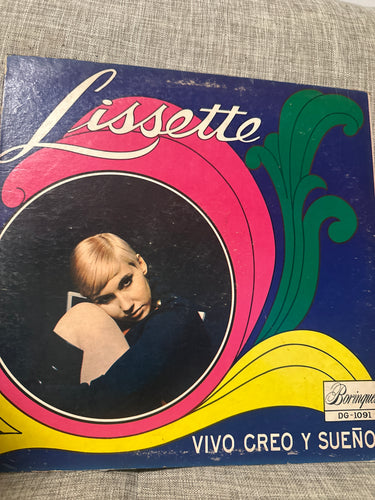 Lissette
Borinquen
DG-1091
VIVO CREO Y SUEÑO